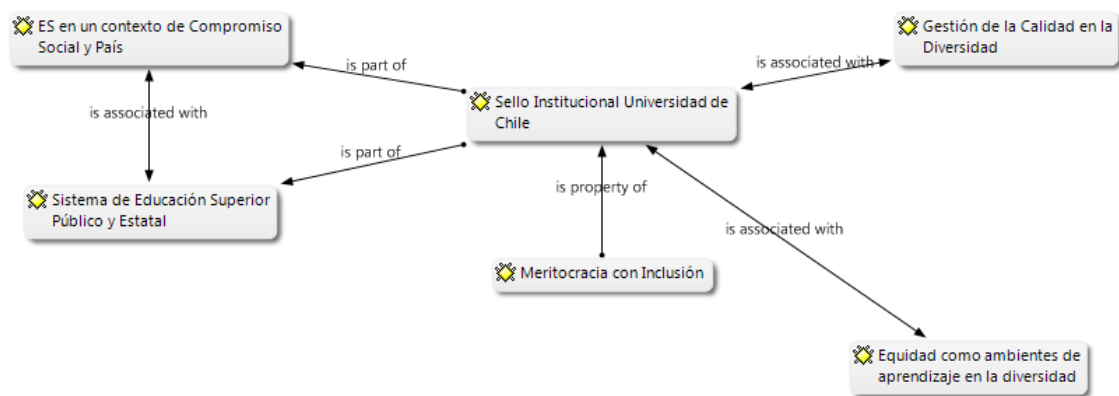 ES en un contexto de Compromiso
Social y País
Gestión de la Calidad en la
Diversidad
is part of
is associated with
Sello Institucional Universidad de
Chile
is associated with
is part of
Sistema de Educación Superior
Público y Estatal
is property of
is associated with
Meritocracia con Inclusión
Equidad como ambientes de
aprendizaje en la diversidad